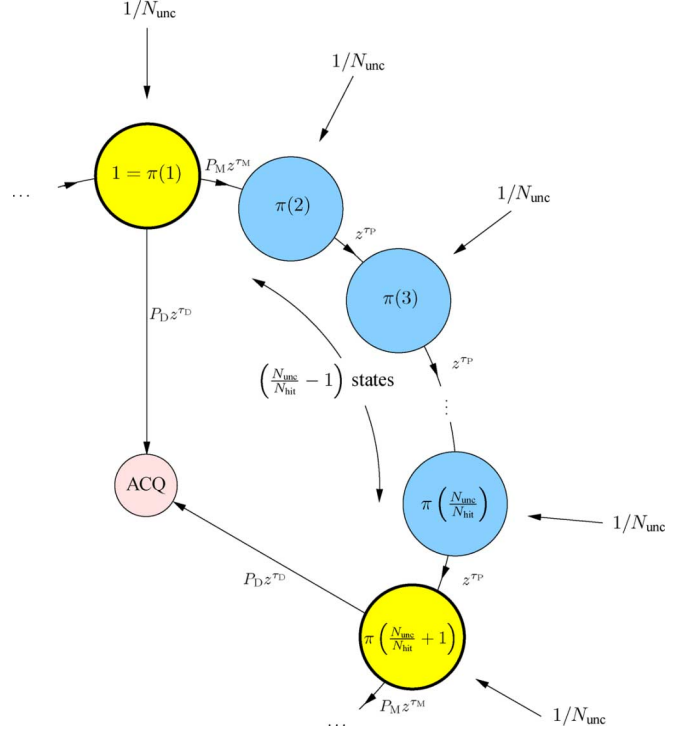 1/N_unc
1/N_unc
1 = π(1)
P_M z^{τ_M}
π(2)
1/N_unc
...
z^{τ_P}
π(3)
P_D z^{τ_D}
z^{τ_P}
(N_unc/N_hit − 1) states
⋮
ACQ
π(N_unc/N_hit)
1/N_unc
P_D z^{τ_D}
z^{τ_P}
π(N_unc/N_hit + 1)
P_M z^{τ_M}
1/N_unc
...